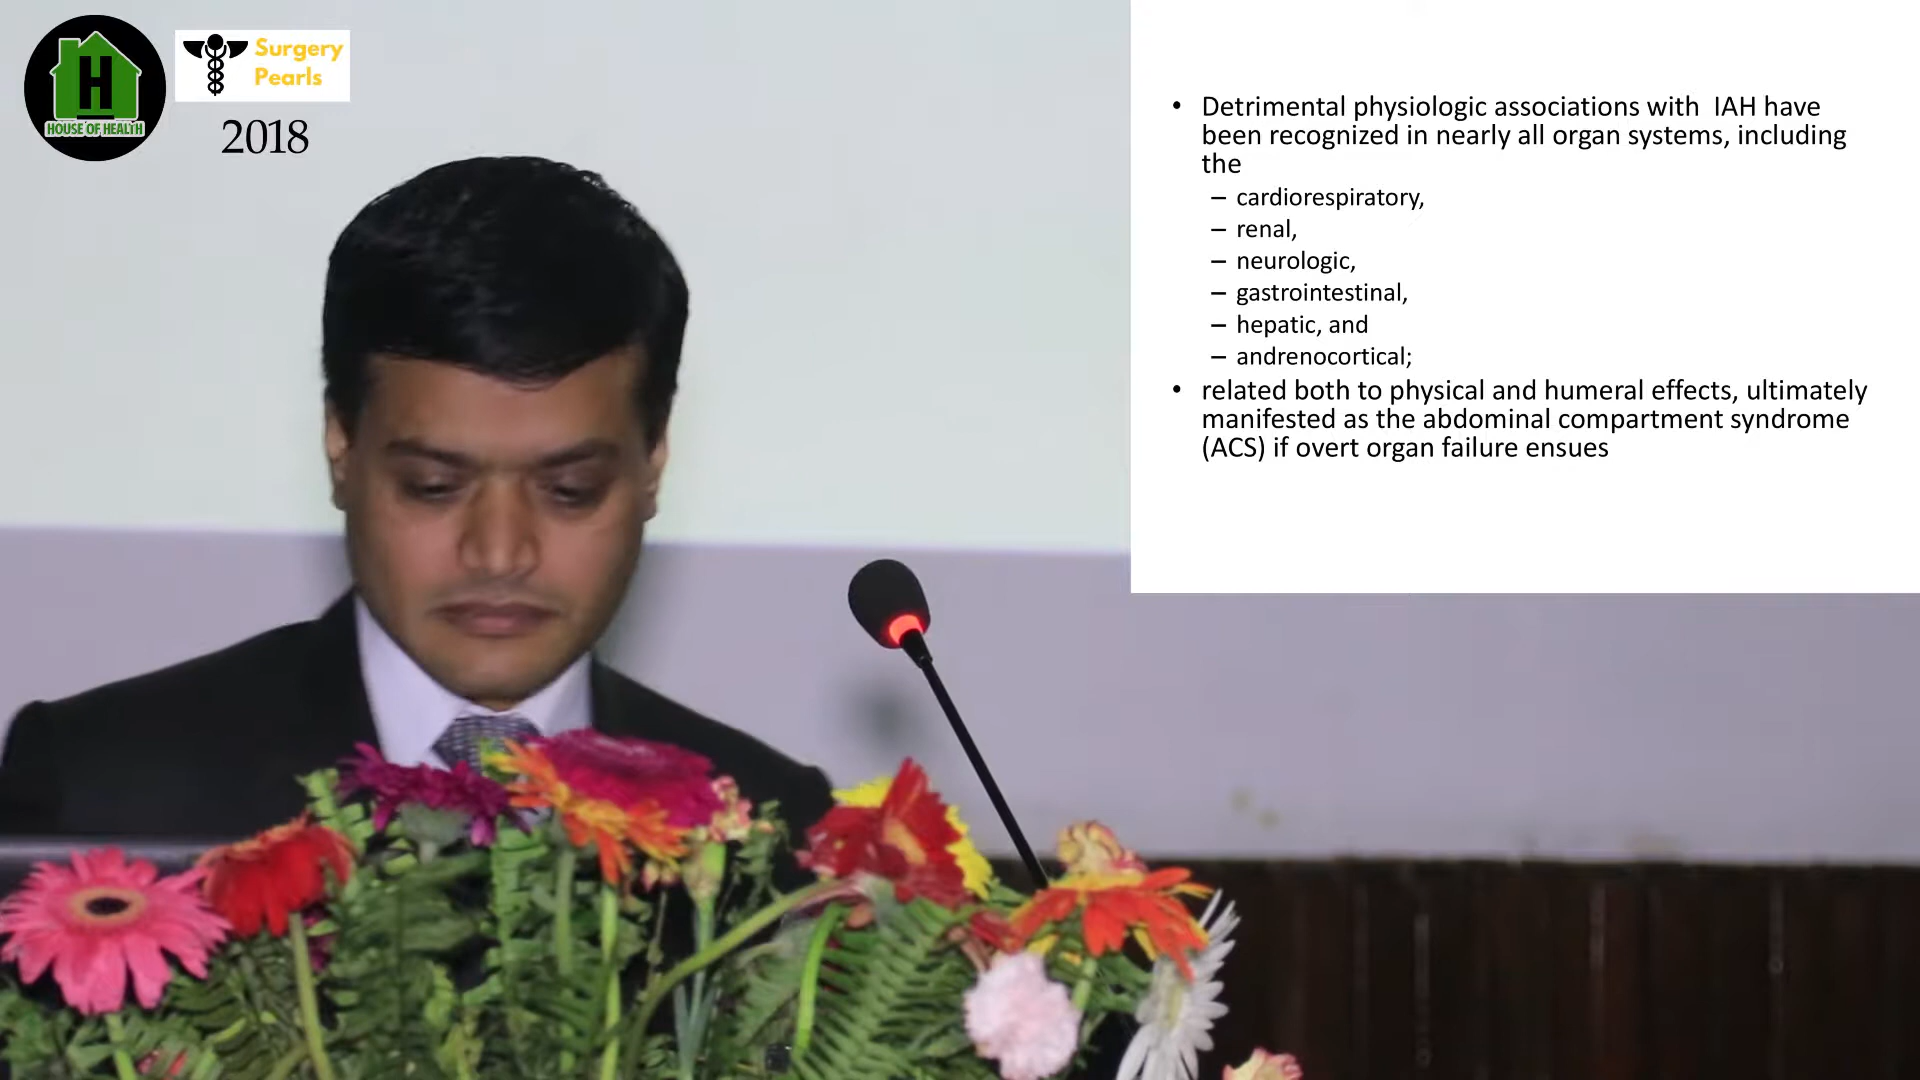 H
HOUSE OF HEALTH
Surgery
Pearls
2018
• Detrimental physiologic associations with IAH have
been recognized in nearly all organ systems, including
the
– cardiorespiratory,
– renal,
– neurologic,
– gastrointestinal,
– hepatic, and
– andrenocortical;
• related both to physical and humeral effects, ultimately
manifested as the abdominal compartment syndrome
(ACS) if overt organ failure ensues